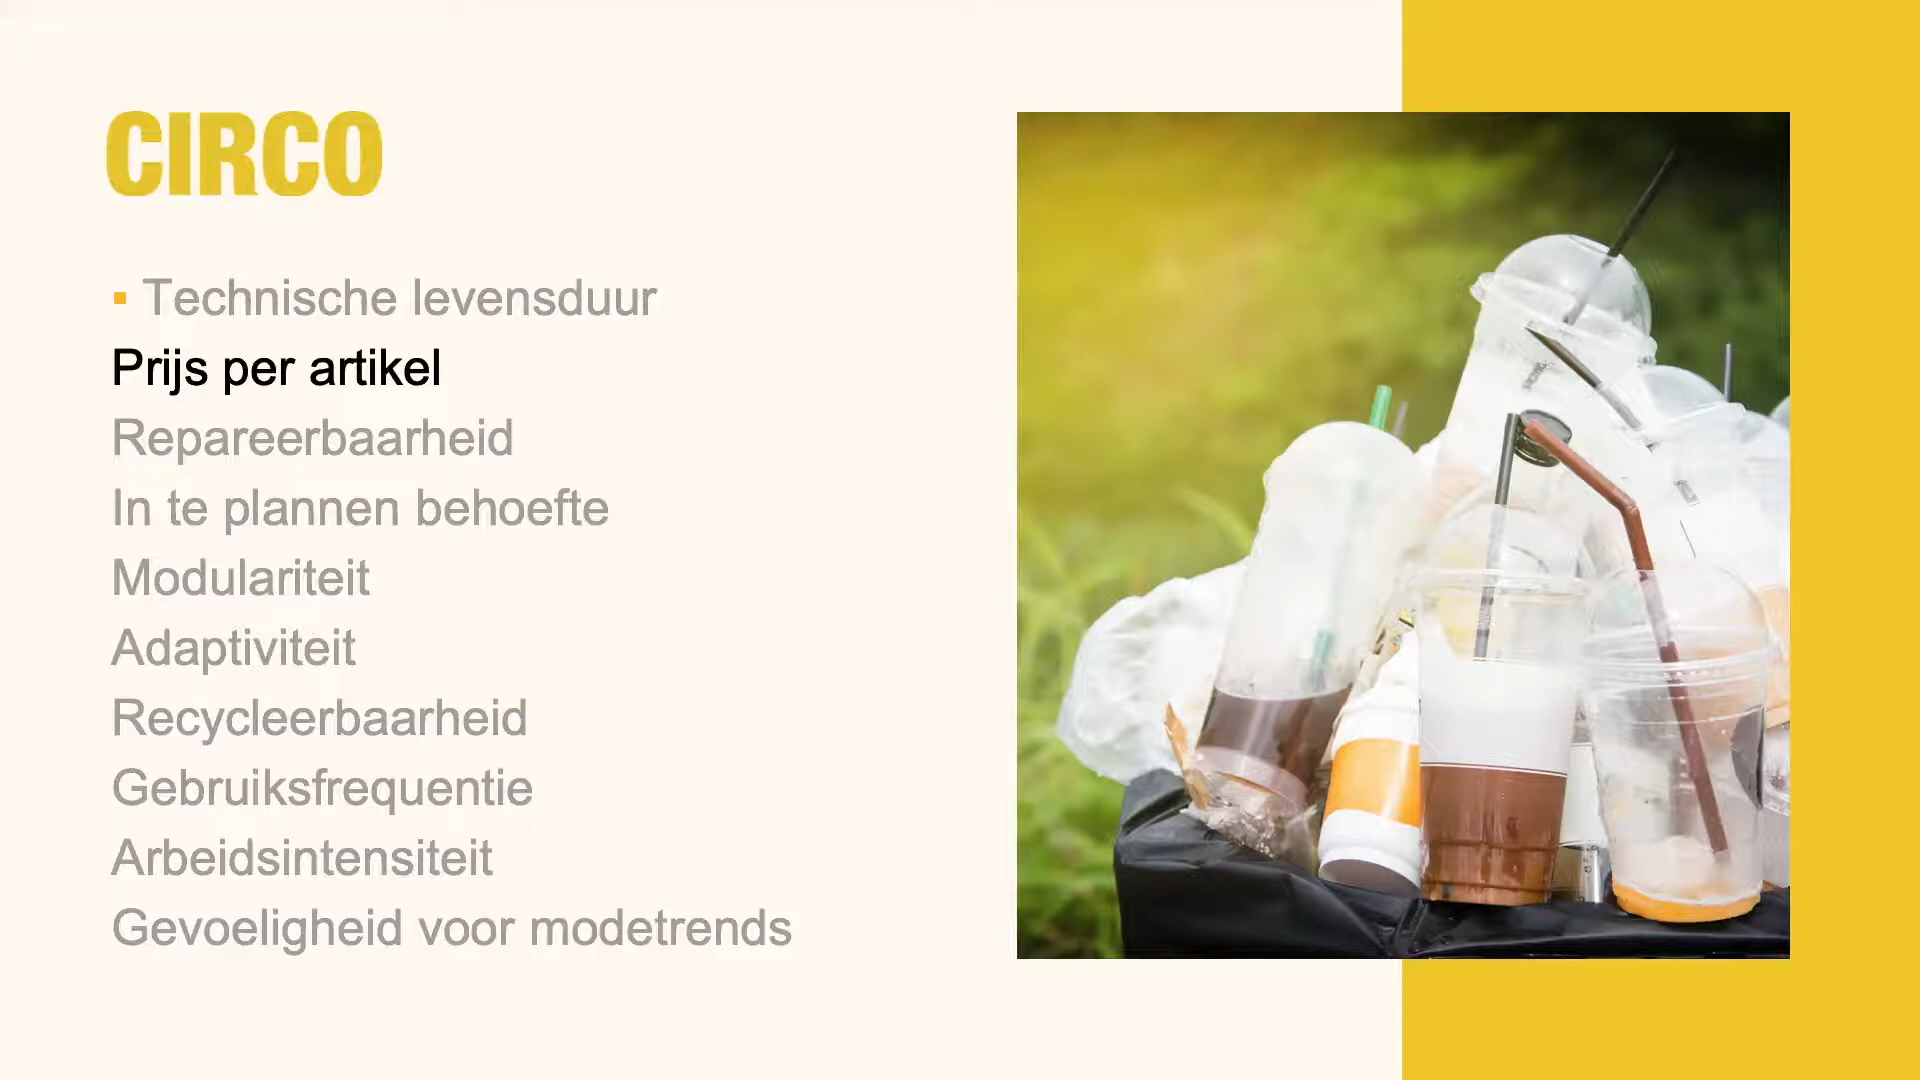 CIRCO
▪ Technische levensduur
Prijs per artikel
Repareerbaarheid
In te plannen behoefte
Modulariteit
Adaptiviteit
Recycleerbaarheid
Gebruiksfrequentie
Arbeidsintensiteit
Gevoeligheid voor modetrends